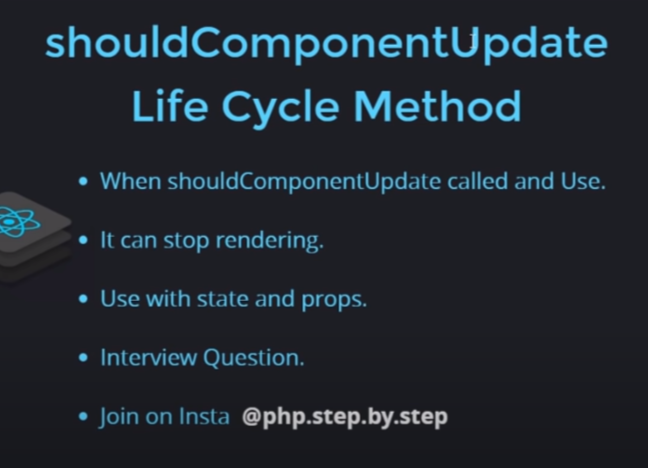 shouldComponentUpdate
Life Cycle Method
When shouldComponentUpdate called and Use.
It can stop rendering.
Use with state and props.
Interview Question.
Join on Insta @php.step.by.step